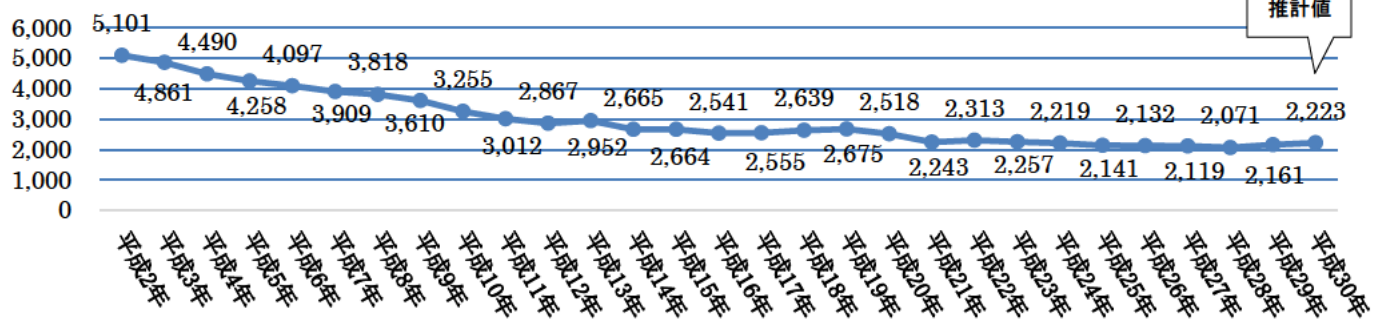 推計値
6,000
5,000
4,000
3,000
2,000
1,000
0
5,101
4,861
4,490
4,258
4,097
3,909
3,818
3,610
3,255
3,012
2,867
2,952
2,665
2,664
2,541
2,555
2,639
2,675
2,518
2,243
2,313
2,257
2,219
2,141
2,132
2,119
2,071
2,161
2,223
平成2年
平成3年
平成4年
平成5年
平成6年
平成7年
平成8年
平成9年
平成10年
平成11年
平成12年
平成13年
平成14年
平成15年
平成16年
平成17年
平成18年
平成19年
平成20年
平成21年
平成22年
平成23年
平成24年
平成25年
平成26年
平成27年
平成28年
平成29年
平成30年